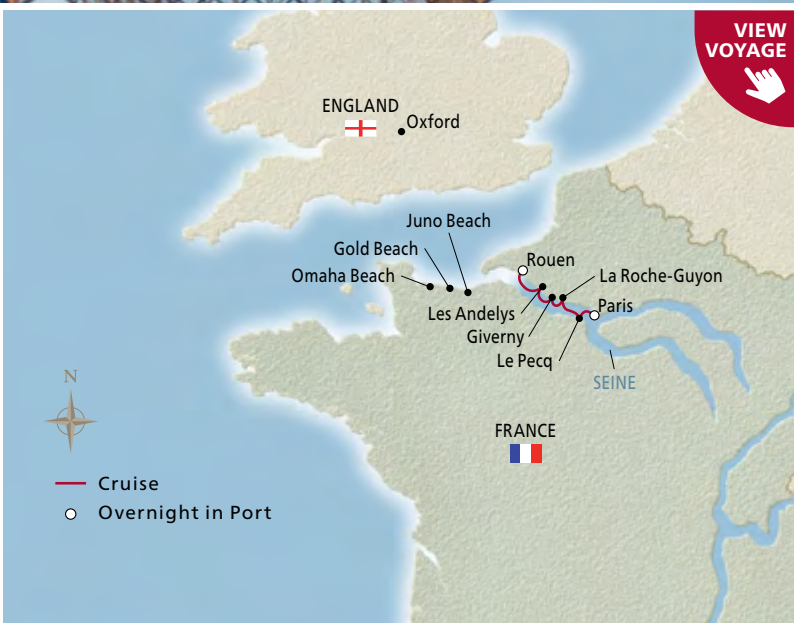 VIEW
VOYAGE
ENGLAND
Oxford
Juno Beach
Gold Beach
Omaha Beach
Rouen
La Roche-Guyon
Les Andelys
Paris
Giverny
Le Pecq
SEINE
N
FRANCE
Cruise
Overnight in Port